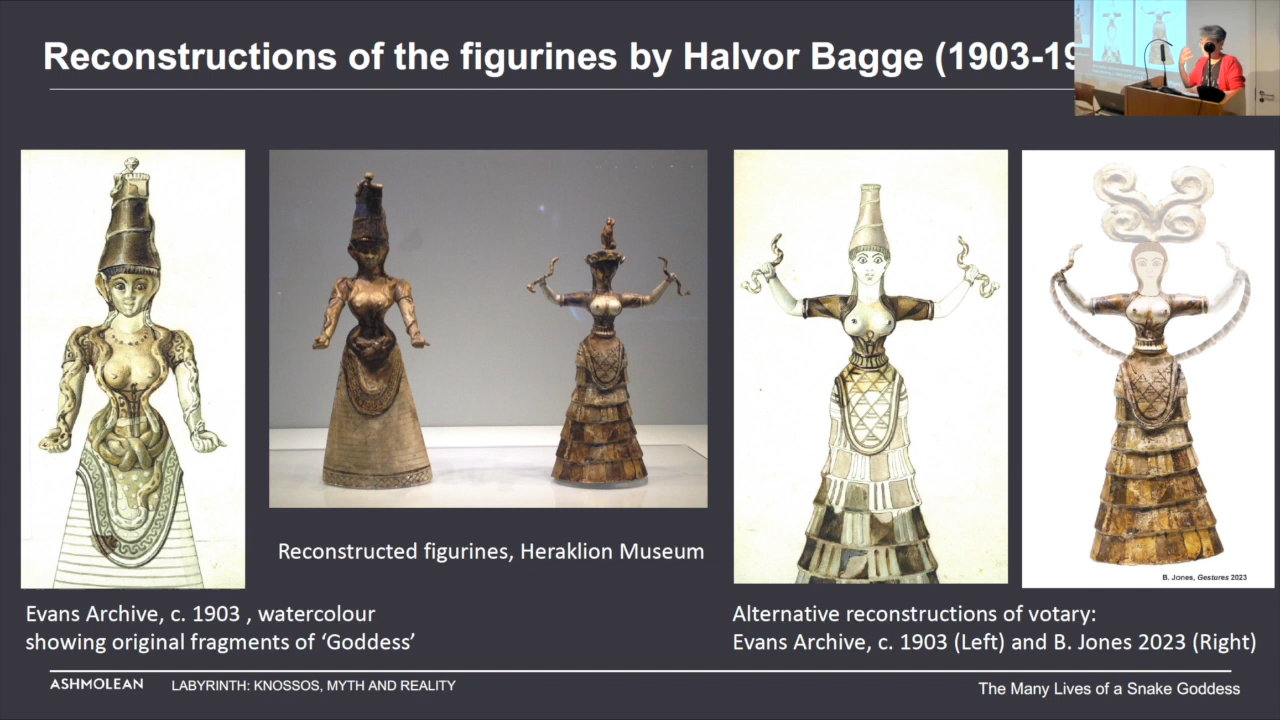 Reconstructions of the figurines by Halvor Bagge (1903-19
B. Jones, Gestures 2023
Reconstructed figurines, Heraklion Museum
Evans Archive, c. 1903 , watercolour
showing original fragments of ‘Goddess’
Alternative reconstructions of votary:
Evans Archive, c. 1903 (Left) and B. Jones 2023 (Right)
ASHMOLEAN
LABYRINTH: KNOSSOS, MYTH AND REALITY
The Many Lives of a Snake Goddess